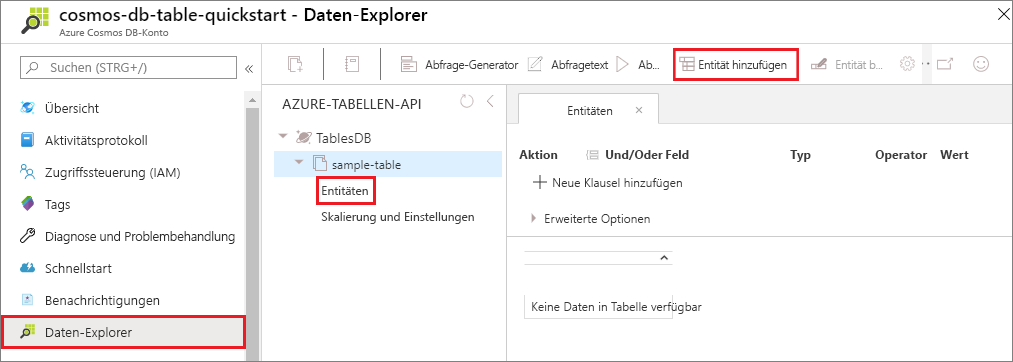 cosmos-db-table-quickstart - Daten-Explorer
Azure Cosmos DB-Konto
Suchen (STRG+/)
Übersicht
Aktivitätsprotokoll
Zugriffssteuerung (IAM)
Tags
Diagnose und Problembehandlung
Schnellstart
Benachrichtigungen
Daten-Explorer
Abfrage-Generator Abfragetext Ab... Entität hinzufügen Entität b...
AZURE-TABELLEN-API
TablesDB
sample-table
Entitäten
Skalierung und Einstellungen
Entitäten
Aktion Und/Oder Feld Typ Operator Wert
Neue Klausel hinzufügen
Erweiterte Optionen
Keine Daten in Tabelle verfügbar